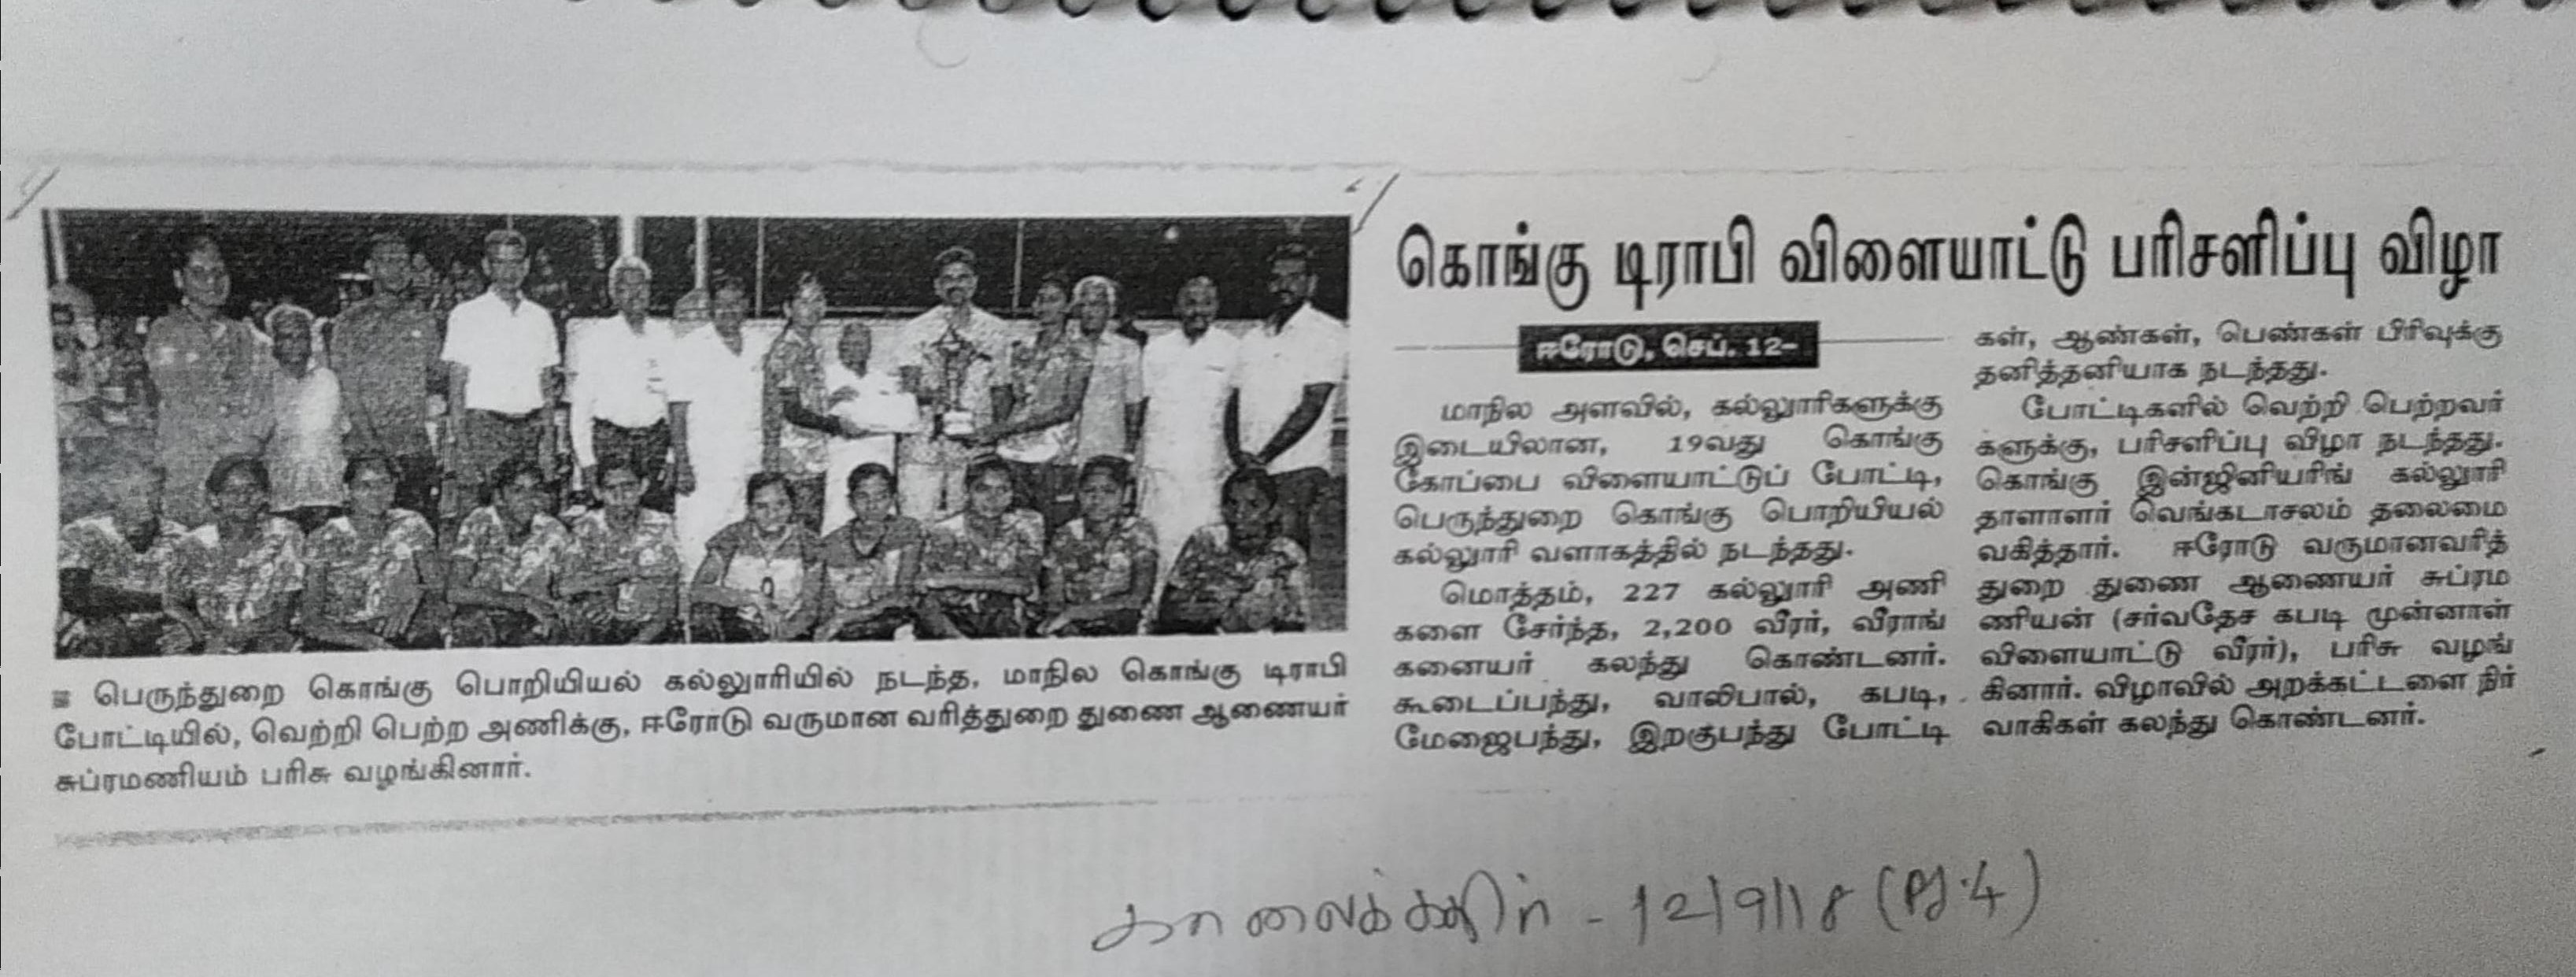 கொங்கு டிராபி விளையாட்டு பரிசளிப்பு விழா
ஈரோடு, செப். 12–
மாநில அளவில், கல்லூரிகளுக்கு
இடையிலான, 19வது கொங்கு
கோப்பை விளையாட்டுப் போட்டி,
பெருந்துறை கொங்கு பொறியியல்
கல்லூரி வளாகத்தில் நடந்தது.
மொத்தம், 227 கல்லூரி அணி
களை சேர்ந்த, 2,200 வீரர், வீராங்
கனையர் கலந்து கொண்டனர்.
கூடைப்பந்து, வாலிபால், கபடி,
மேஜைபந்து, இறகுபந்து போட்டி
கள், ஆண்கள், பெண்கள் பிரிவுக்கு
தனித்தனியாக நடந்தது.
போட்டிகளில் வெற்றி பெற்றவர்
களுக்கு, பரிசளிப்பு விழா நடந்தது.
கொங்கு இன்ஜினியரிங் கல்லூரி
தாளாளர் வெங்கடாசலம் தலைமை
வகித்தார். ஈரோடு வருமானவரித்
துறை துணை ஆணையர் சுப்ரம
ணியன் (சர்வதேச கபடி முன்னாள்
விளையாட்டு வீரர்), பரிசு வழங்
கினார். விழாவில் அறக்கட்டளை நிர்
வாகிகள் கலந்து கொண்டனர்.
பெருந்துறை கொங்கு பொறியியல் கல்லூரியில் நடந்த, மாநில கொங்கு டிராபி
போட்டியில், வெற்றி பெற்ற அணிக்கு, ஈரோடு வருமான வரித்துறை துணை ஆணையர்
சுப்ரமணியம் பரிசு வழங்கினார்.
காலைக்கதிர் - 12/9/18 (Pg.4)